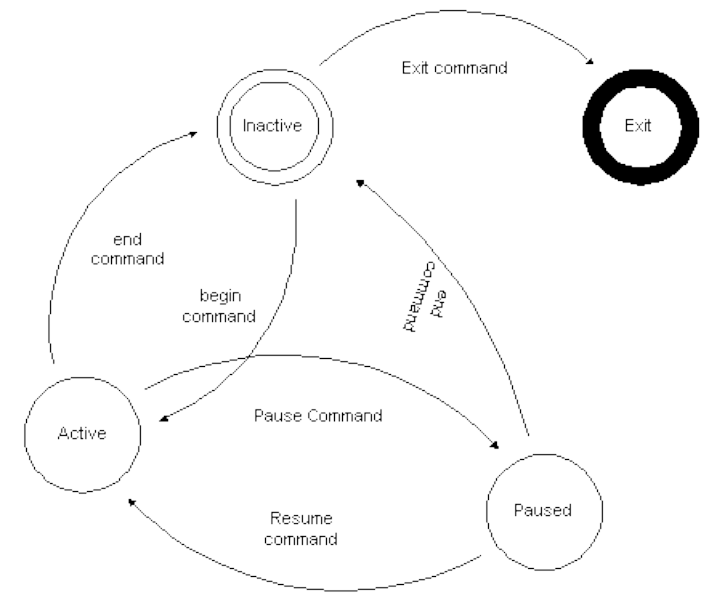 Exit command
Inactive
Exit
end
command
begin
command
end
command
Pause Command
Active
Paused
Resume
command